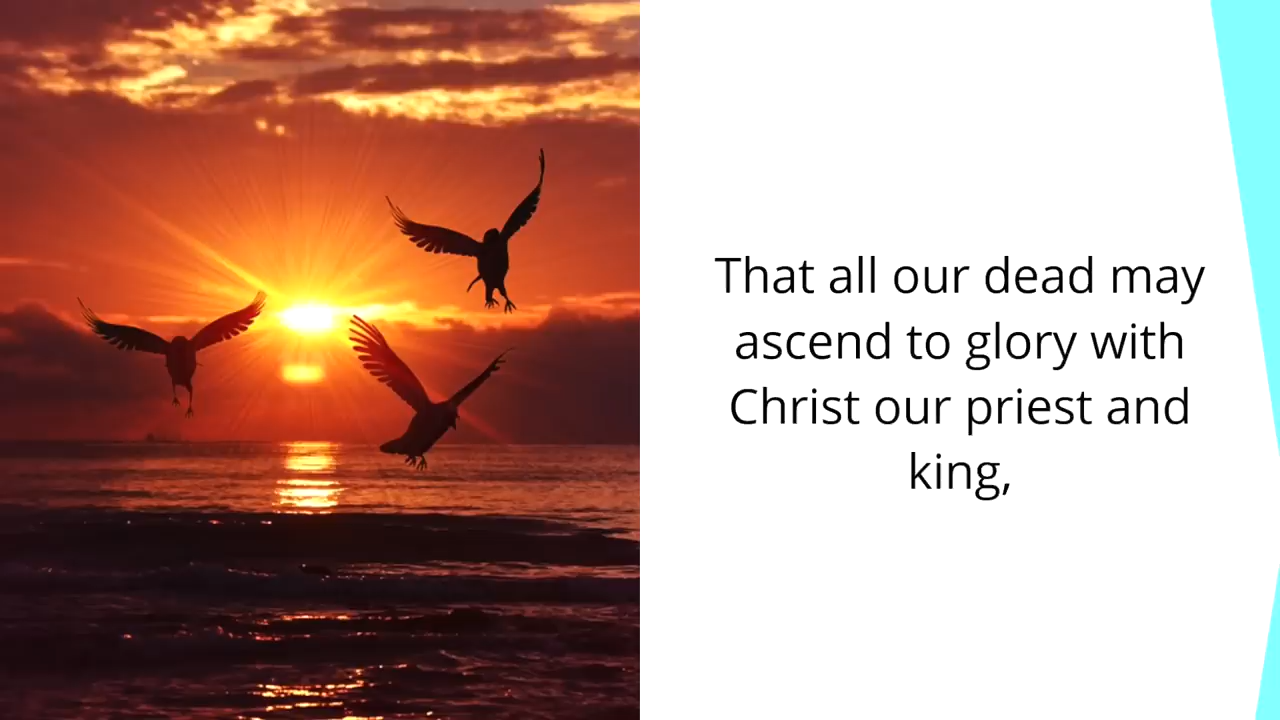 That all our dead may
ascend to glory with
Christ our priest and
king,